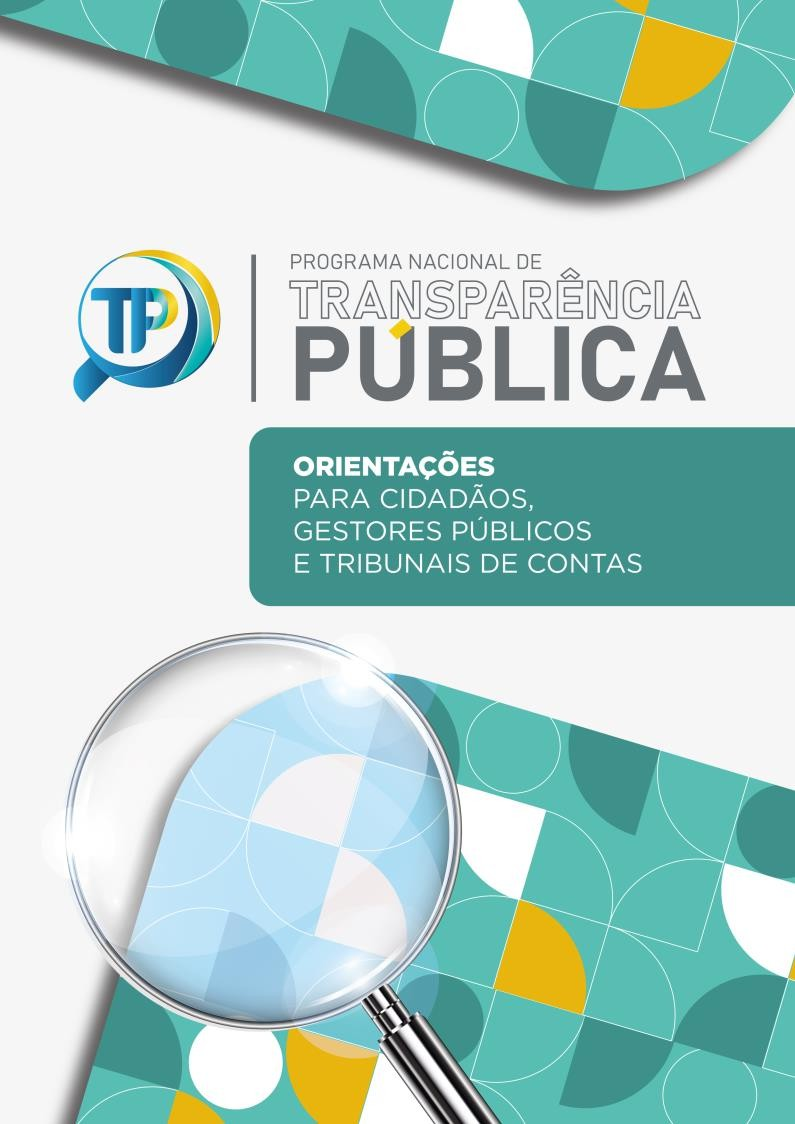 TP
PROGRAMA NACIONAL DE
TRANSPARÊNCIA
PÚBLICA
ORIENTAÇÕES
PARA CIDADÃOS,
GESTORES PÚBLICOS
E TRIBUNAIS DE CONTAS